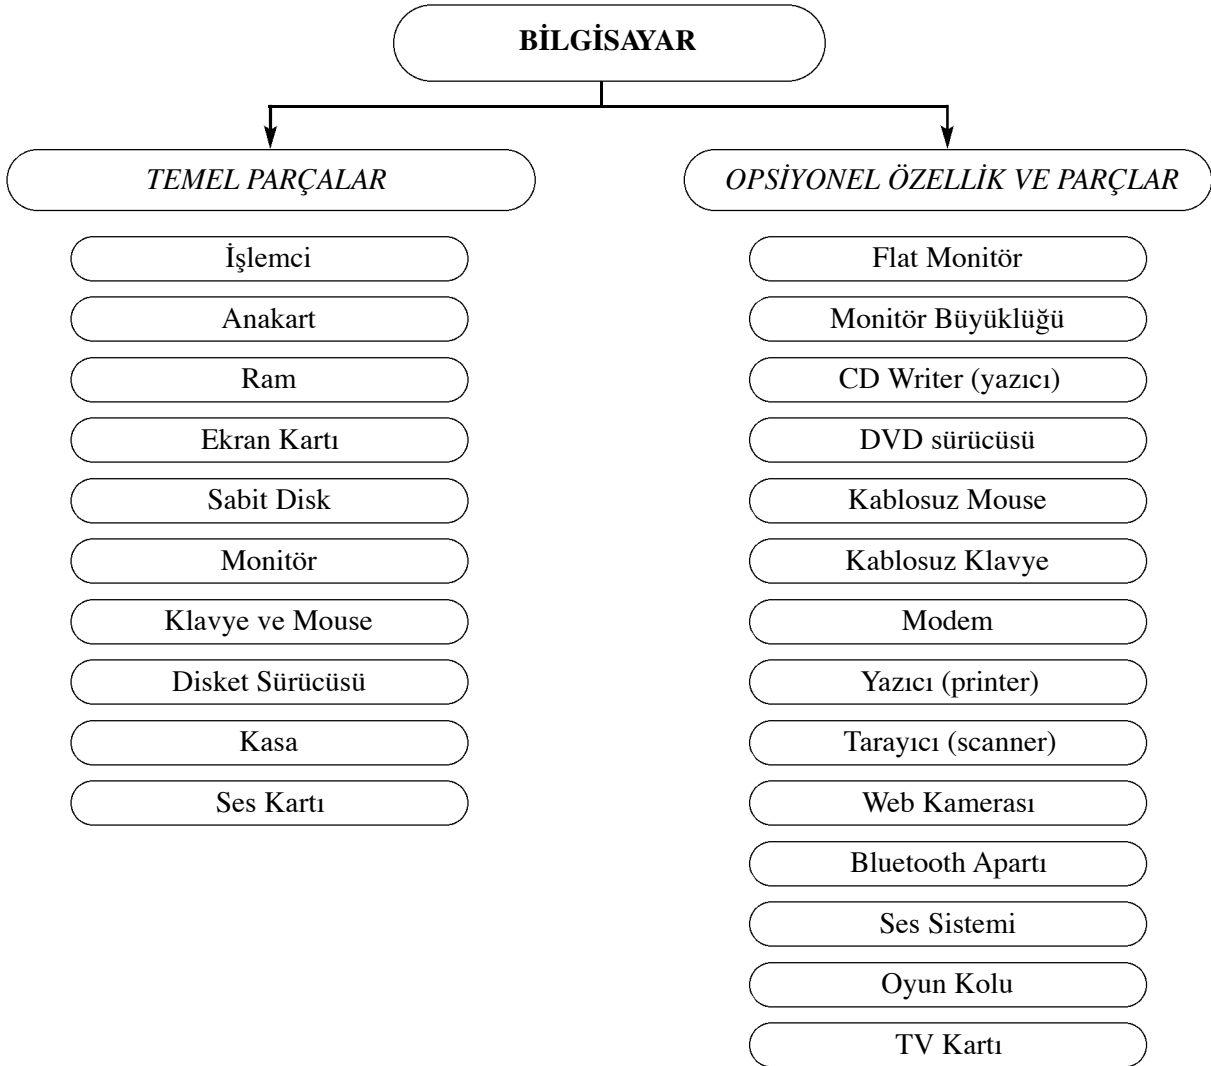 BİLGİSAYAR
TEMEL PARÇALAR
İşlemci
Anakart
Ram
Ekran Kartı
Sabit Disk
Monitör
Klavye ve Mouse
Disket Sürücüsü
Kasa
Ses Kartı
OPSİYONEL ÖZELLİK VE PARÇLAR
Flat Monitör
Monitör Büyüklüğü
CD Writer (yazıcı)
DVD sürücüsü
Kablosuz Mouse
Kablosuz Klavye
Modem
Yazıcı (printer)
Tarayıcı (scanner)
Web Kamerası
Bluetooth Apartı
Ses Sistemi
Oyun Kolu
TV Kartı